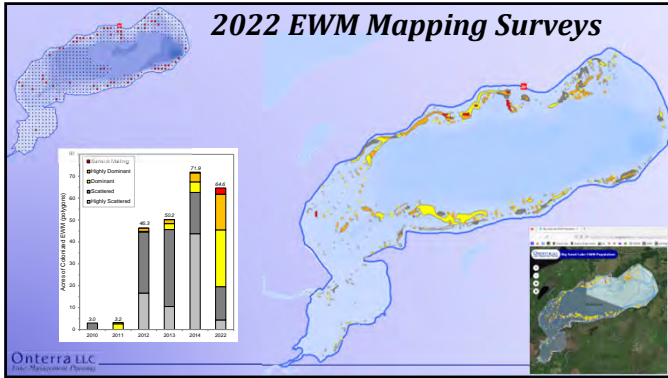 2022 EWM Mapping Surveys
Acres of Colonized EWM (polygons)
80
70
60
50
40
30
20
10
0
Surface Matting
Highly Dominant
Dominant
Scattered
Highly Scattered
3.0
3.2
46.3
50.2
71.9
64.6
2010
2011
2012
2013
2014
2022
Onterra LLC
Lake Management Planning
Onterra
Big Sand Lake EWM Population